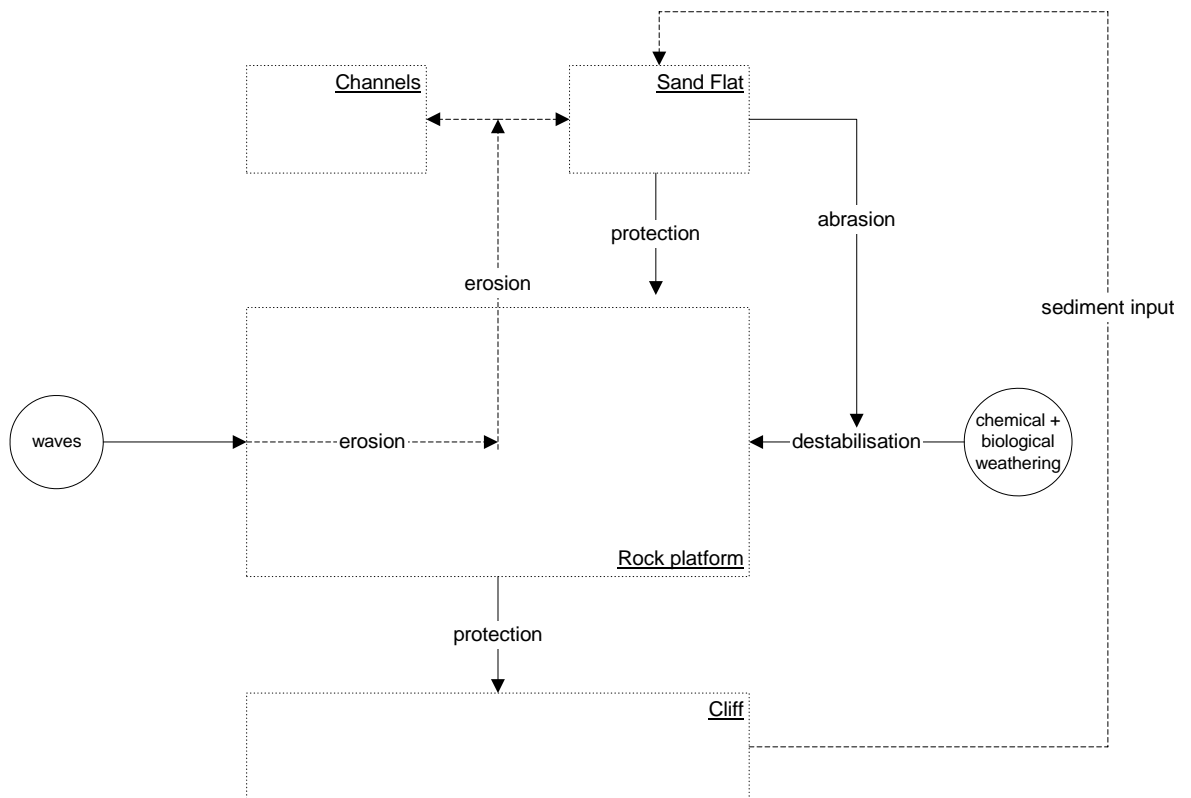 Channels
Sand Flat
abrasion
protection
erosion
sediment input
waves
erosion
destabilisation
chemical +
biological
weathering
Rock platform
protection
Cliff